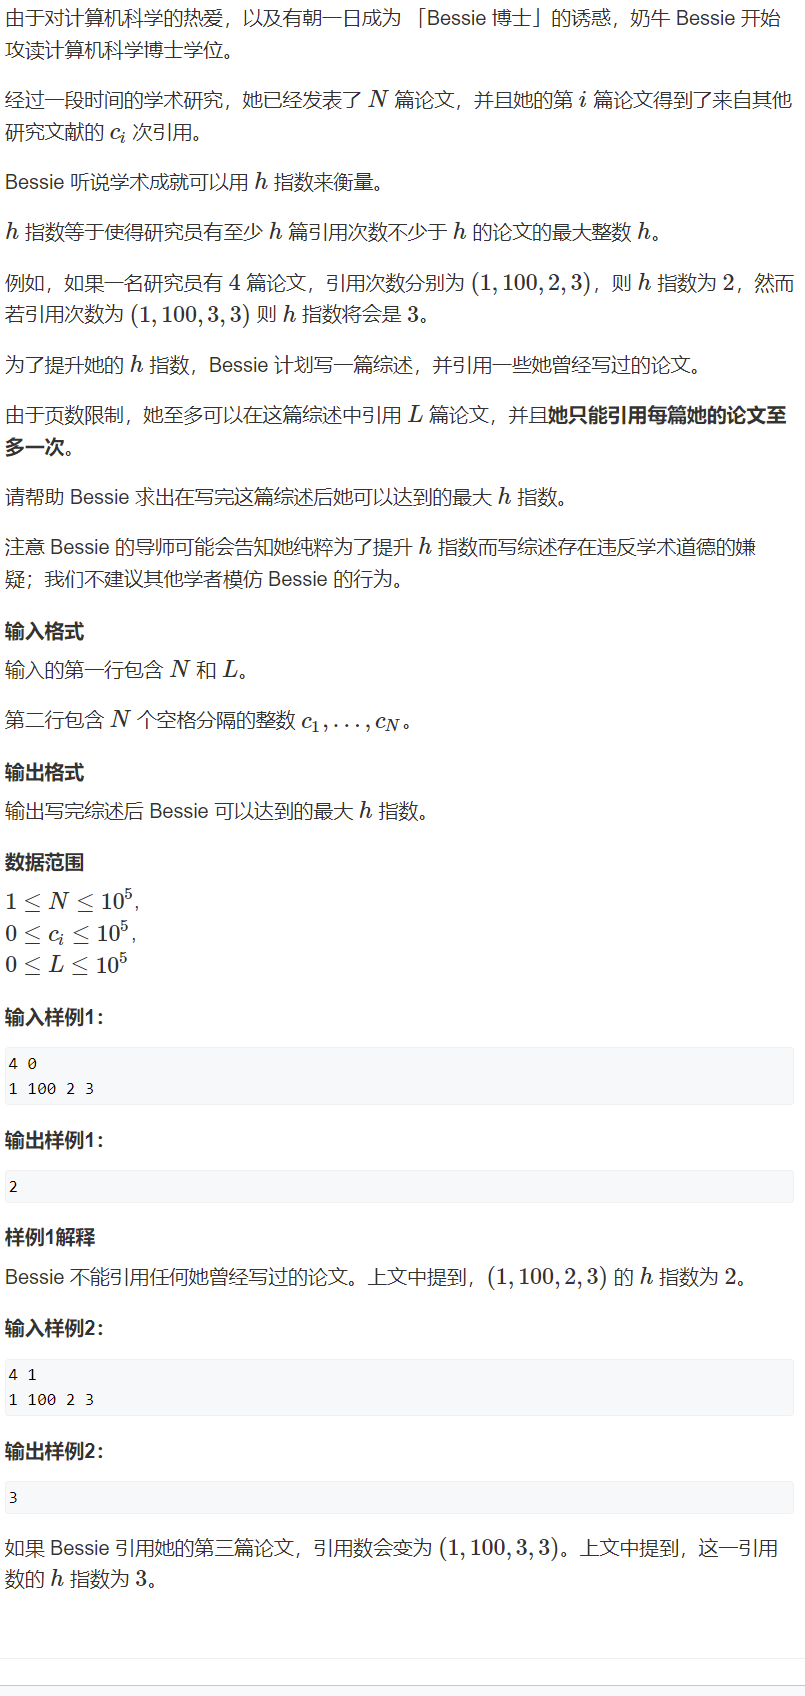 由于对计算机科学的热爱，以及有朝一日成为 「Bessie 博士」的诱惑，奶牛 Bessie 开始
攻读计算机科学博士学位。
经过一段时间的学术研究，她已经发表了 N 篇论文，并且她的第 i 篇论文得到了来自其他
研究文献的 c_i 次引用。
Bessie 听说学术成就可以用 h 指数来衡量。
h 指数等于使得研究员有至少 h 篇引用次数不少于 h 的论文的最大整数 h。
例如，如果一名研究员有 4 篇论文，引用次数分别为 (1, 100, 2, 3)，则 h 指数为 2，然而
若引用次数为 (1, 100, 3, 3) 则 h 指数将会是 3。
为了提升她的 h 指数，Bessie 计划写一篇综述，并引用一些她曾经写过的论文。
由于页数限制，她至多可以在这篇综述中引用 L 篇论文，并且她只能引用每篇她的论文至
多一次。
请帮助 Bessie 求出在写完这篇综述后她可以达到的最大 h 指数。
注意 Bessie 的导师可能会告知她纯粹为了提升 h 指数而写综述存在违反学术道德的嫌
疑；我们不建议其他学者模仿 Bessie 的行为。
输入格式
输入的第一行包含 N 和 L。
第二行包含 N 个空格分隔的整数 c_1, . . . , c_N。
输出格式
输出写完综述后 Bessie 可以达到的最大 h 指数。
数据范围
1 ≤ N ≤ 10^5,
0 ≤ c_i ≤ 10^5,
0 ≤ L ≤ 10^5
输入样例1：
4 0
1 100 2 3
输出样例1：
2
样例1解释
Bessie 不能引用任何她曾经写过的论文。上文中提到，(1, 100, 2, 3) 的 h 指数为 2。
输入样例2：
4 1
1 100 2 3
输出样例2：
3
如果 Bessie 引用她的第三篇论文，引用数会变为 (1, 100, 3, 3)。上文中提到，这一引用
数的 h 指数为 3。